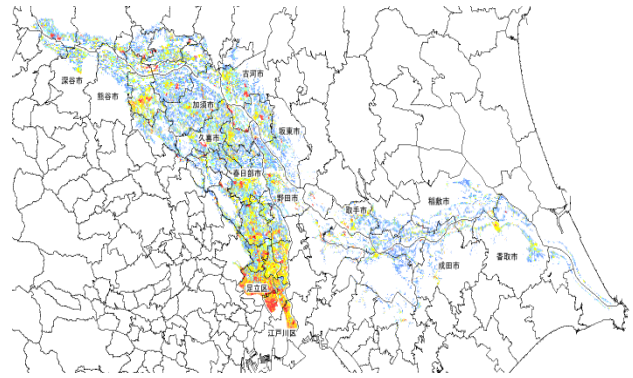 古河市
深谷市
熊谷市
加須市
坂東市
久喜市
春日部市
野田市
稲敷市
取手市
香取市
成田市
足立区
江戸川区